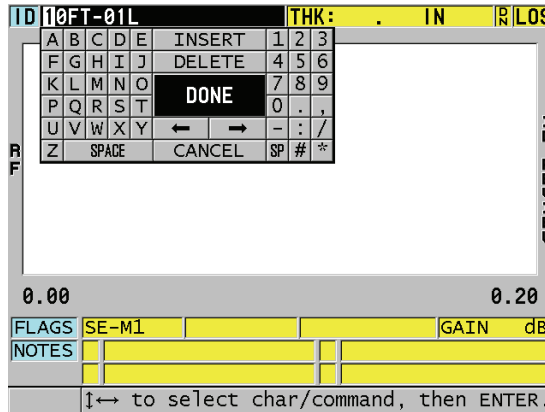 ID 10FT-01L THK: . IN LOS
A B C D E INSERT 1 2 3
F G H I J DELETE 4 5 6
K L M N O DONE 7 8 9
P Q R S T 0 . ,
U V W X Y ← → - : /
Z SPACE CANCEL SP # *
RF
0.00 0.20
FLAGS SE-M1 GAIN dB
NOTES
↕↔ to select char/command, then ENTER.